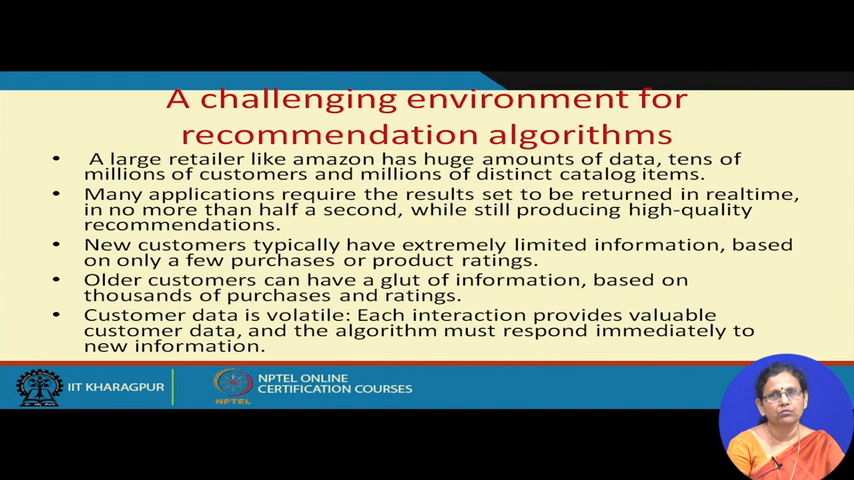 A challenging environment for
recommendation algorithms
• A large retailer like amazon has huge amounts of data, tens of
millions of customers and millions of distinct catalog items.
• Many applications require the results set to be returned in realtime,
in no more than half a second, while still producing high-quality
recommendations.
• New customers typically have extremely limited information, based
on only a few purchases or product ratings.
• Older customers can have a glut of information, based on
thousands of purchases and ratings.
• Customer data is volatile: Each interaction provides valuable
customer data, and the algorithm must respond immediately to
new information.
IIT KHARAGPUR
NPTEL ONLINE
CERTIFICATION COURSES
NPTEL